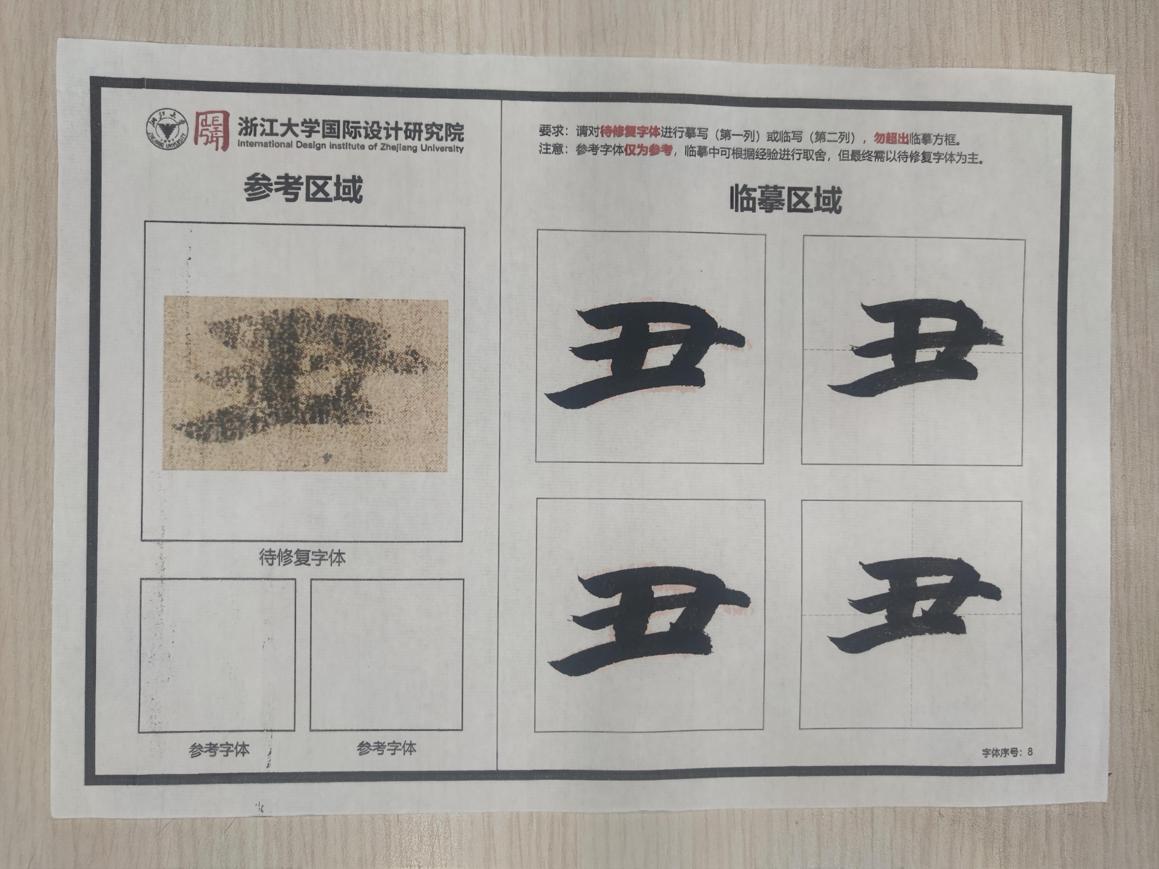 浙江大学国际设计研究院
International Design Institute of Zhejiang University
参考区域
待修复字体
参考字体
参考字体
要求：请对待修复字体进行摹写（第一列）或临写（第二列），勿超出临摹方框。
注意：参考字体仅为参考，临摹中可根据经验进行取舍，但最终需以待修复字体为主。
临摹区域
丑 丑
丑 丑
字体序号：8